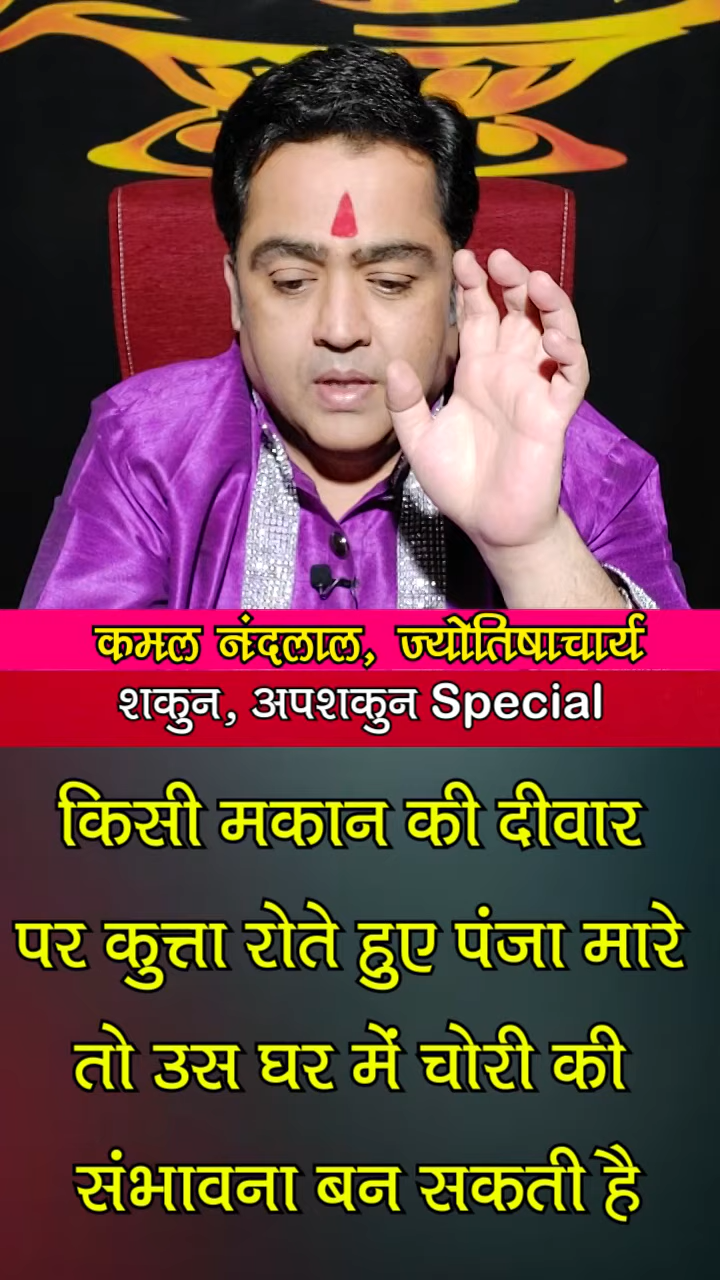 कमल नंदलाल, ज्योतिषाचार्य
शकुन, अपशकुन Special
किसी मकान की दीवार
पर कुत्ता रोते हुए पंजा मारे
तो उस घर में चोरी की
संभावना बन सकती है